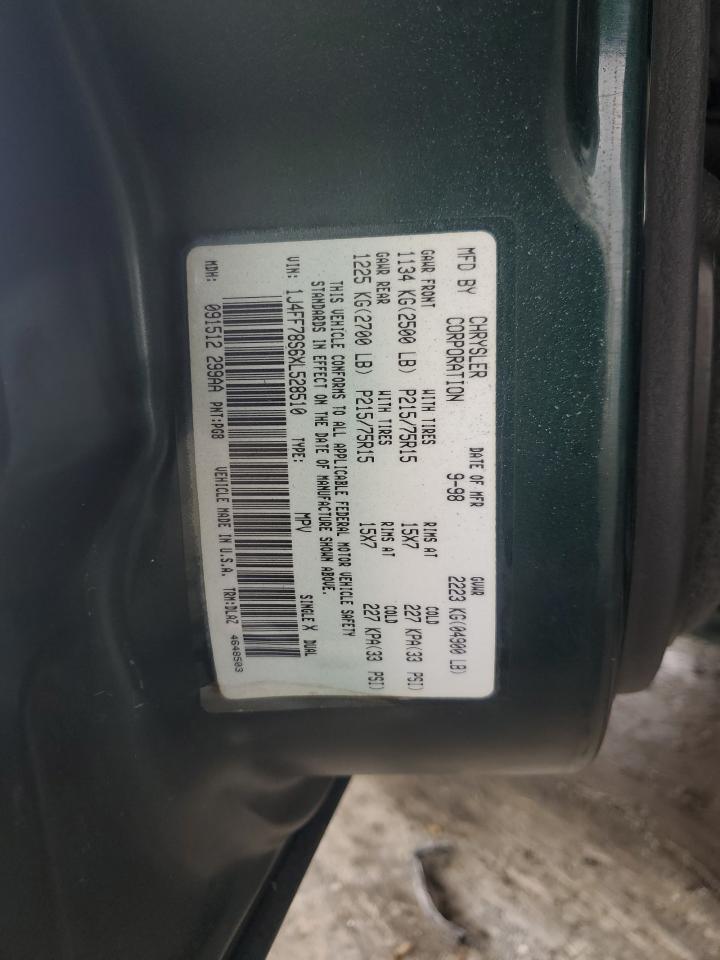 MFD BY CHRYSLER CORPORATION DATE OF MFR 9-98 GVWR 2223 KG(04900 LB)
GAWR FRONT WITH TIRES RIMS AT COLD
1134 KG(2500 LB) P215/75R15 15X7 227 KPA(33 PSI)
GAWR REAR WITH TIRES RIMS AT COLD
1225 KG(2700 LB) P215/75R15 15X7 227 KPA(33 PSI)
THIS VEHICLE CONFORMS TO ALL APPLICABLE FEDERAL MOTOR VEHICLE SAFETY
STANDARDS IN EFFECT ON THE DATE OF MANUFACTURE SHOWN ABOVE.
VIN: 1J4FF78S6XL528510 TYPE: MPV SINGLE X DUAL
MDH: 091512 299AA PNT:PG8 VEHICLE MADE IN U.S.A. TRM:DLAZ 4648503